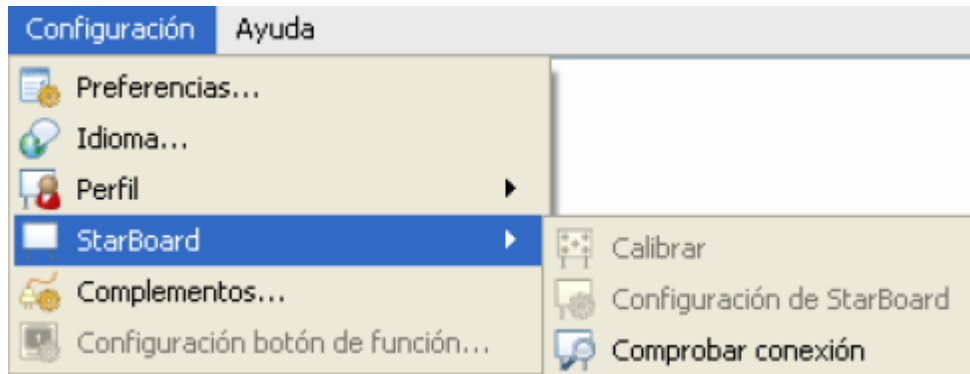 Configuración Ayuda
Preferencias...
Idioma...
Perfil
StarBoard
Complementos...
Configuración botón de función...
Calibrar
Configuración de StarBoard
Comprobar conexión